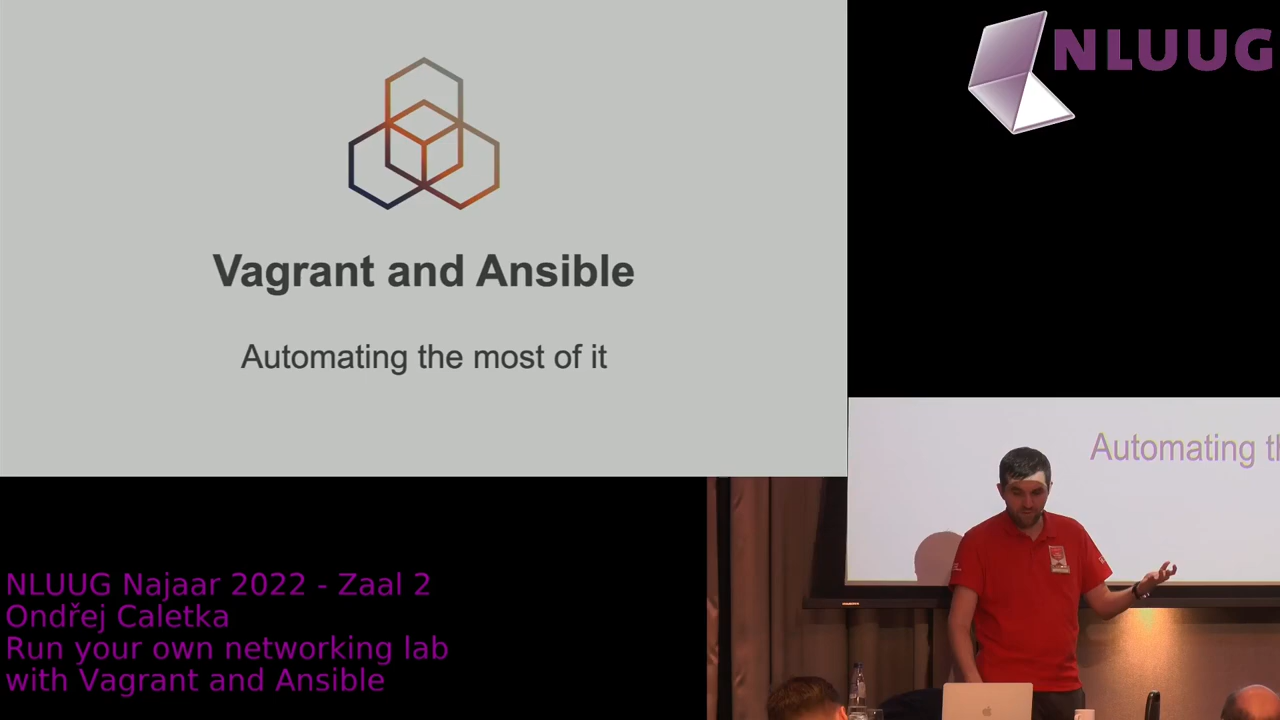 Vagrant and Ansible
Automating the most of it
NLUUG
Automating th
NLUUG Najaar 2022 - Zaal 2
Ondřej Caletka
Run your own networking lab
with Vagrant and Ansible